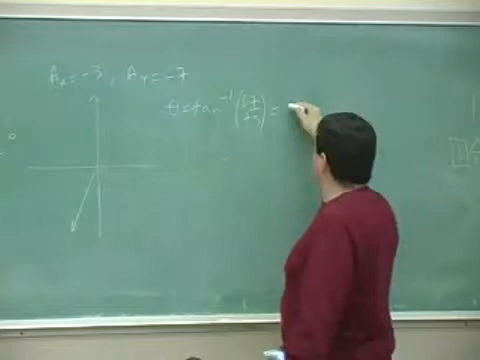 Ax = -3, Ay = -7
θ = tan⁻¹(-7/-3) =